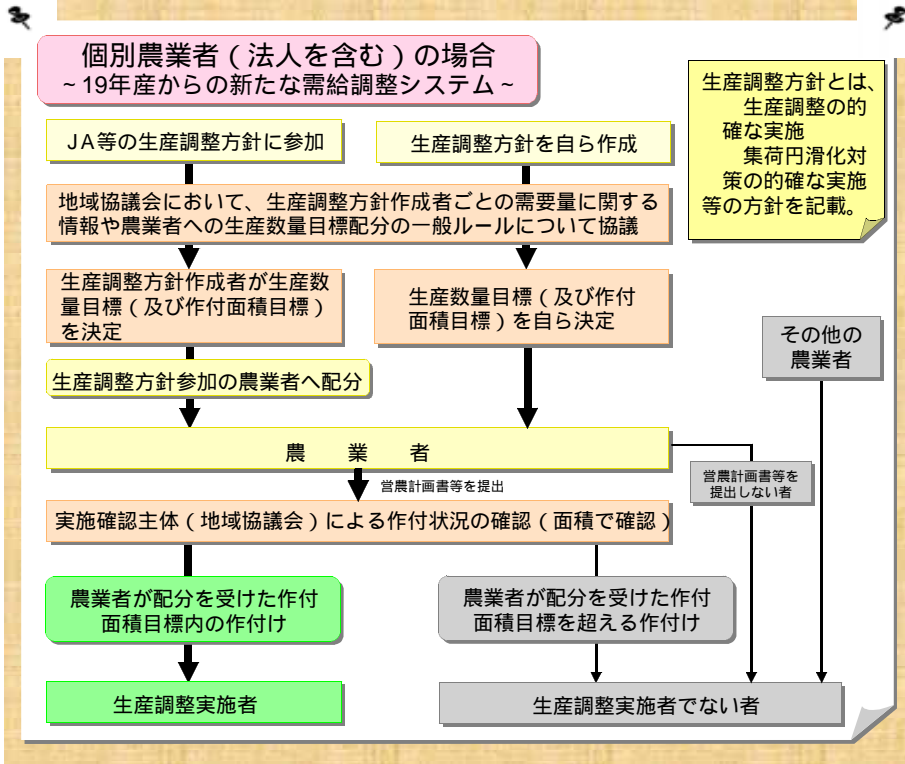 個別農業者（法人を含む）の場合
~19年産からの新たな需給調整システム~
生産調整方針とは、
生産調整の的
確な実施
集荷円滑化対
策の的確な実施
等の方針を記載。
JA等の生産調整方針に参加
生産調整方針を自ら作成
地域協議会において、生産調整方針作成者ごとの需要量に関する
情報や農業者への生産数量目標配分の一般ルールについて協議
生産調整方針作成者が生産数
量目標（及び作付面積目標）
を決定
生産数量目標（及び作付
面積目標）を自ら決定
その他の
農業者
生産調整方針参加の農業者へ配分
農　業　者
営農計画書等を提出
営農計画書等を
提出しない者
実施確認主体（地域協議会）による作付状況の確認（面積で確認）
農業者が配分を受けた作付
面積目標内の作付け
農業者が配分を受けた作付
面積目標を超える作付け
生産調整実施者
生産調整実施者でない者